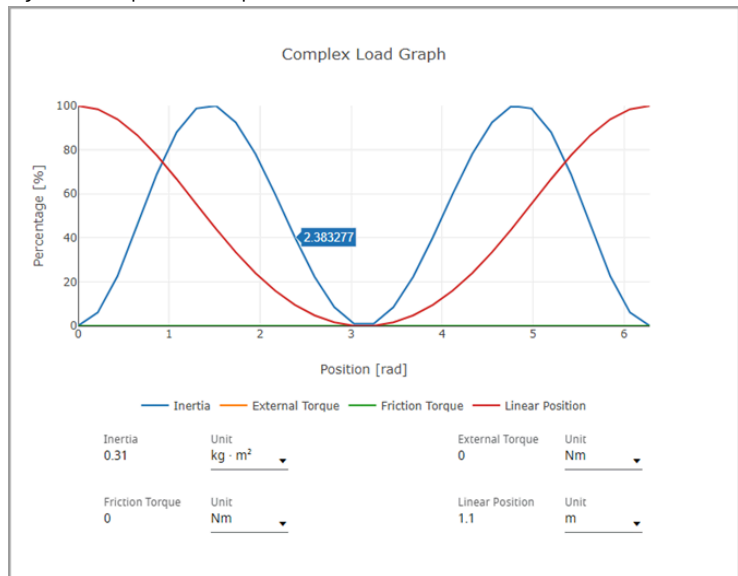 Complex Load Graph
Percentage [%]
100
80
60
40
20
0
2.383277
0 1 2 3 4 5 6
Position [rad]
Inertia External Torque Friction Torque Linear Position
Inertia Unit External Torque Unit
0.31 kg · m² 0 Nm
Friction Torque Unit Linear Position Unit
0 Nm 1.1 m